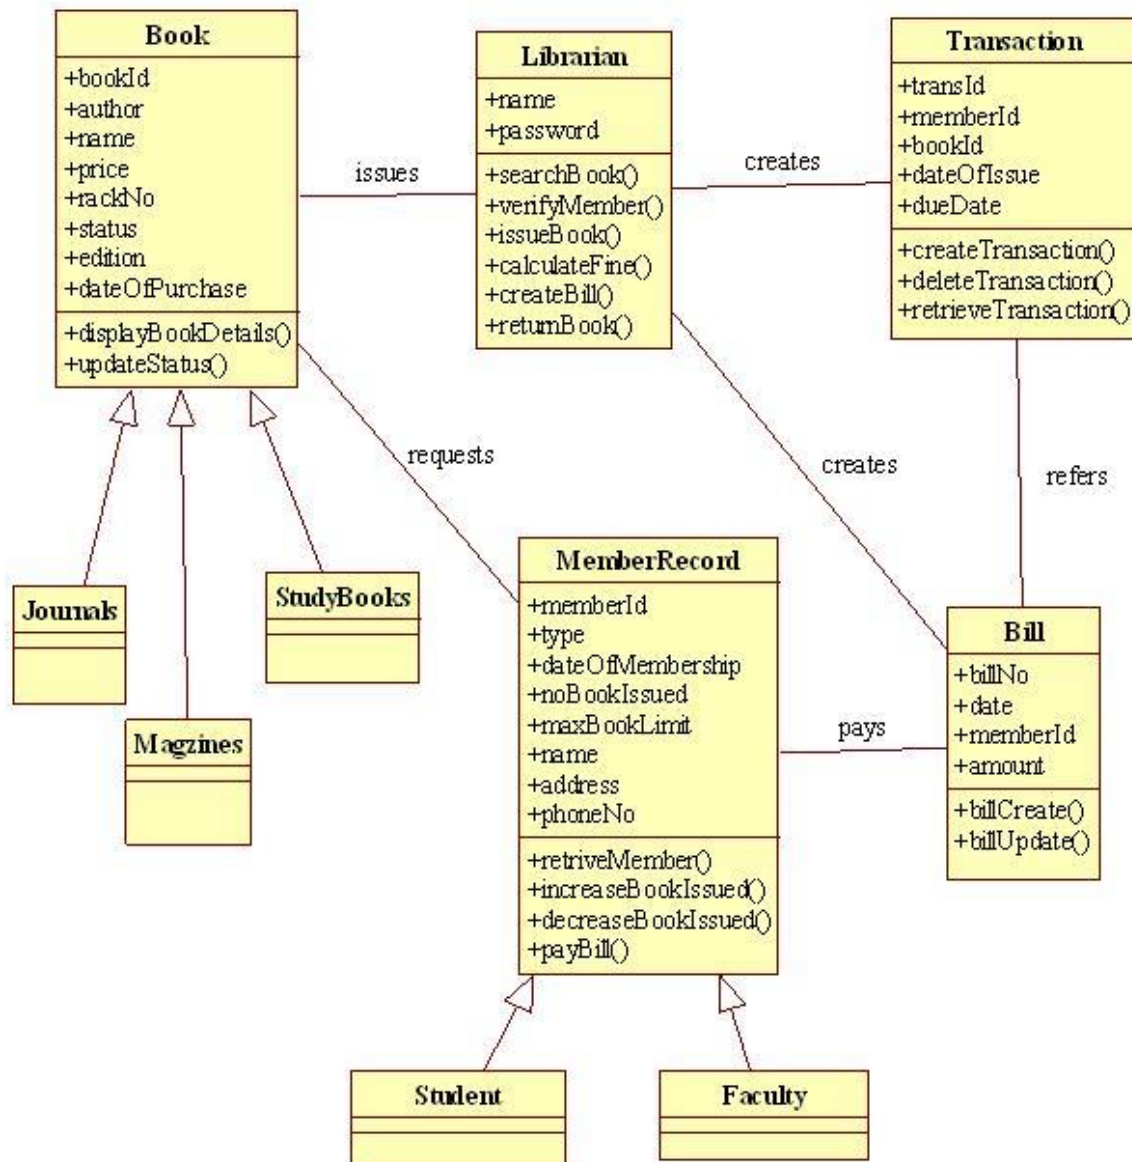 Book
+bookId
+author
+name
+price
+rackNo
+status
+edition
+dateOfPurchase
+displayBookDetails()
+updateStatus()
issues
Librarian
+name
+password
+searchBook()
+verifyMember()
+issueBook()
+calculateFine()
+createBill()
+returnBook()
creates
Transaction
+transId
+memberId
+bookId
+dateOfIssue
+dueDate
+createTransaction()
+deleteTransaction()
+retrieveTransaction()
requests
creates
refers
Journals
Magzines
StudyBooks
MemberRecord
+memberId
+type
+dateOfMembership
+noBookIssued
+maxBookLimit
+name
+address
+phoneNo
+retriveMember()
+increaseBookIssued()
+decreaseBookIssued()
+payBill()
pays
Bill
+billNo
+date
+memberId
+amount
+billCreate()
+billUpdate()
Student
Faculty